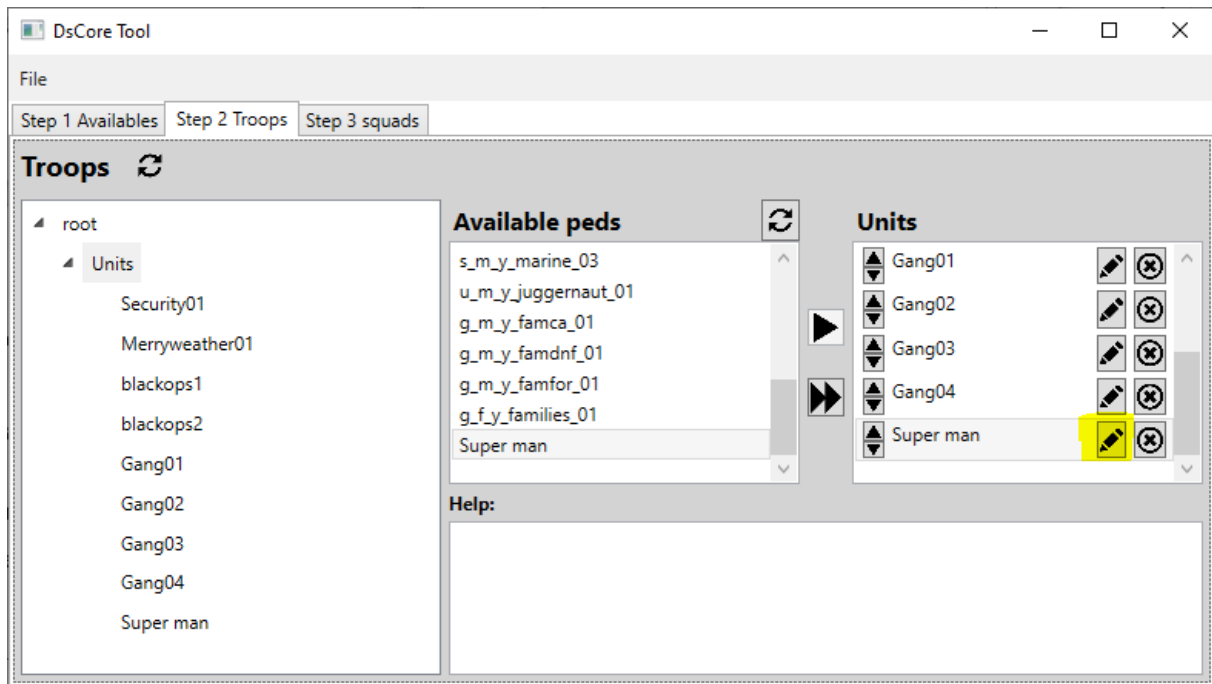 DsCore Tool
File
Step 1 Availables
Step 2 Troops
Step 3 squads
Troops
root
Units
Security01
Merryweather01
blackops1
blackops2
Gang01
Gang02
Gang03
Gang04
Super man
Available peds
s_m_y_marine_03
u_m_y_juggernaut_01
g_m_y_famca_01
g_m_y_famdnf_01
g_m_y_famfor_01
g_f_y_families_01
Super man
Units
Gang01
Gang02
Gang03
Gang04
Super man
Help: